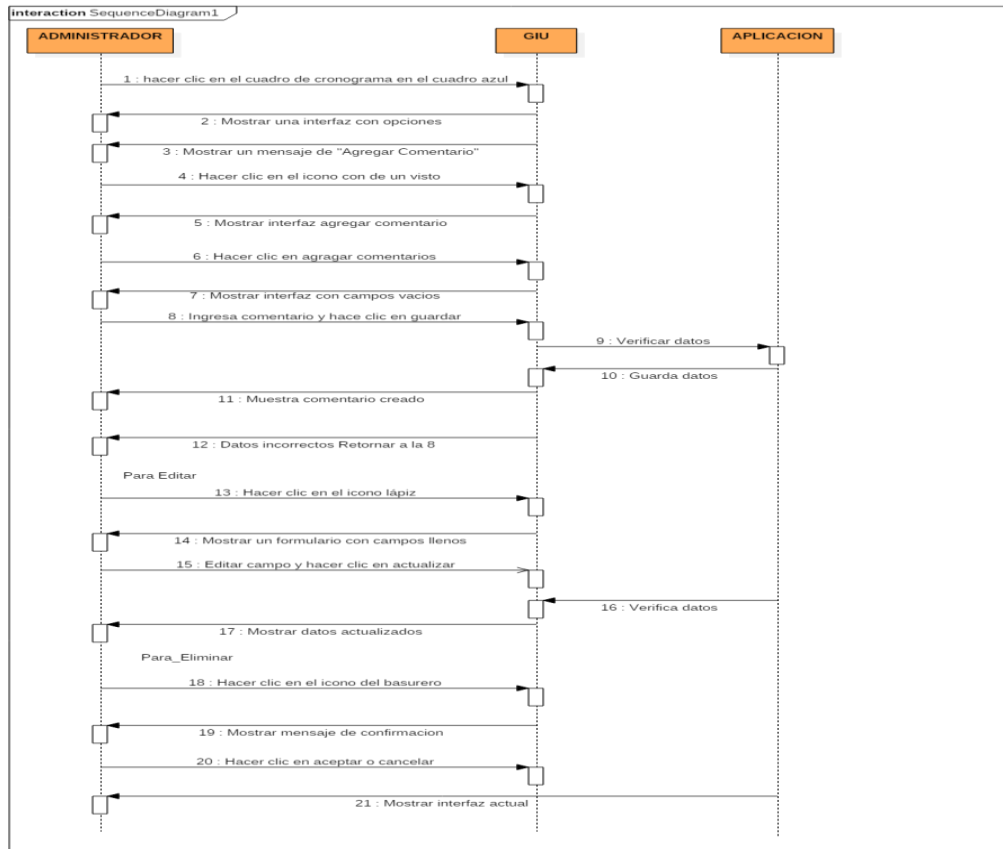 interaction SequenceDiagram1
ADMINISTRADOR
GIU
APLICACION
1 : hacer clic en el cuadro de cronograma en el cuadro azul
2 : Mostrar una interfaz con opciones
3 : Mostrar un mensaje de "Agregar Comentario"
4 : Hacer clic en el icono con de un visto
5 : Mostrar interfaz agregar comentario
6 : Hacer clic en agragar comentarios
7 : Mostrar interfaz con campos vacios
8 : Ingresa comentario y hace clic en guardar
9 : Verificar datos
10 : Guarda datos
11 : Muestra comentario creado
12 : Datos incorrectos Retornar a la 8
Para Editar
13 : Hacer clic en el icono lápiz
14 : Mostrar un formulario con campos llenos
15 : Editar campo y hacer clic en actualizar
16 : Verifica datos
17 : Mostrar datos actualizados
Para_Eliminar
18 : Hacer clic en el icono del basurero
19 : Mostrar mensaje de confirmacion
20 : Hacer clic en aceptar o cancelar
21 : Mostrar interfaz actual